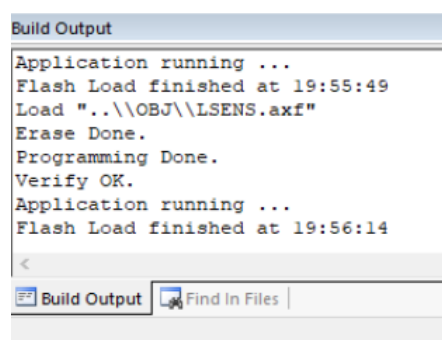 Build Output
Application running ...
Flash Load finished at 19:55:49
Load "..\\OBJ\\LSENS.axf"
Erase Done.
Programming Done.
Verify OK.
Application running ...
Flash Load finished at 19:56:14
Build Output Find In Files